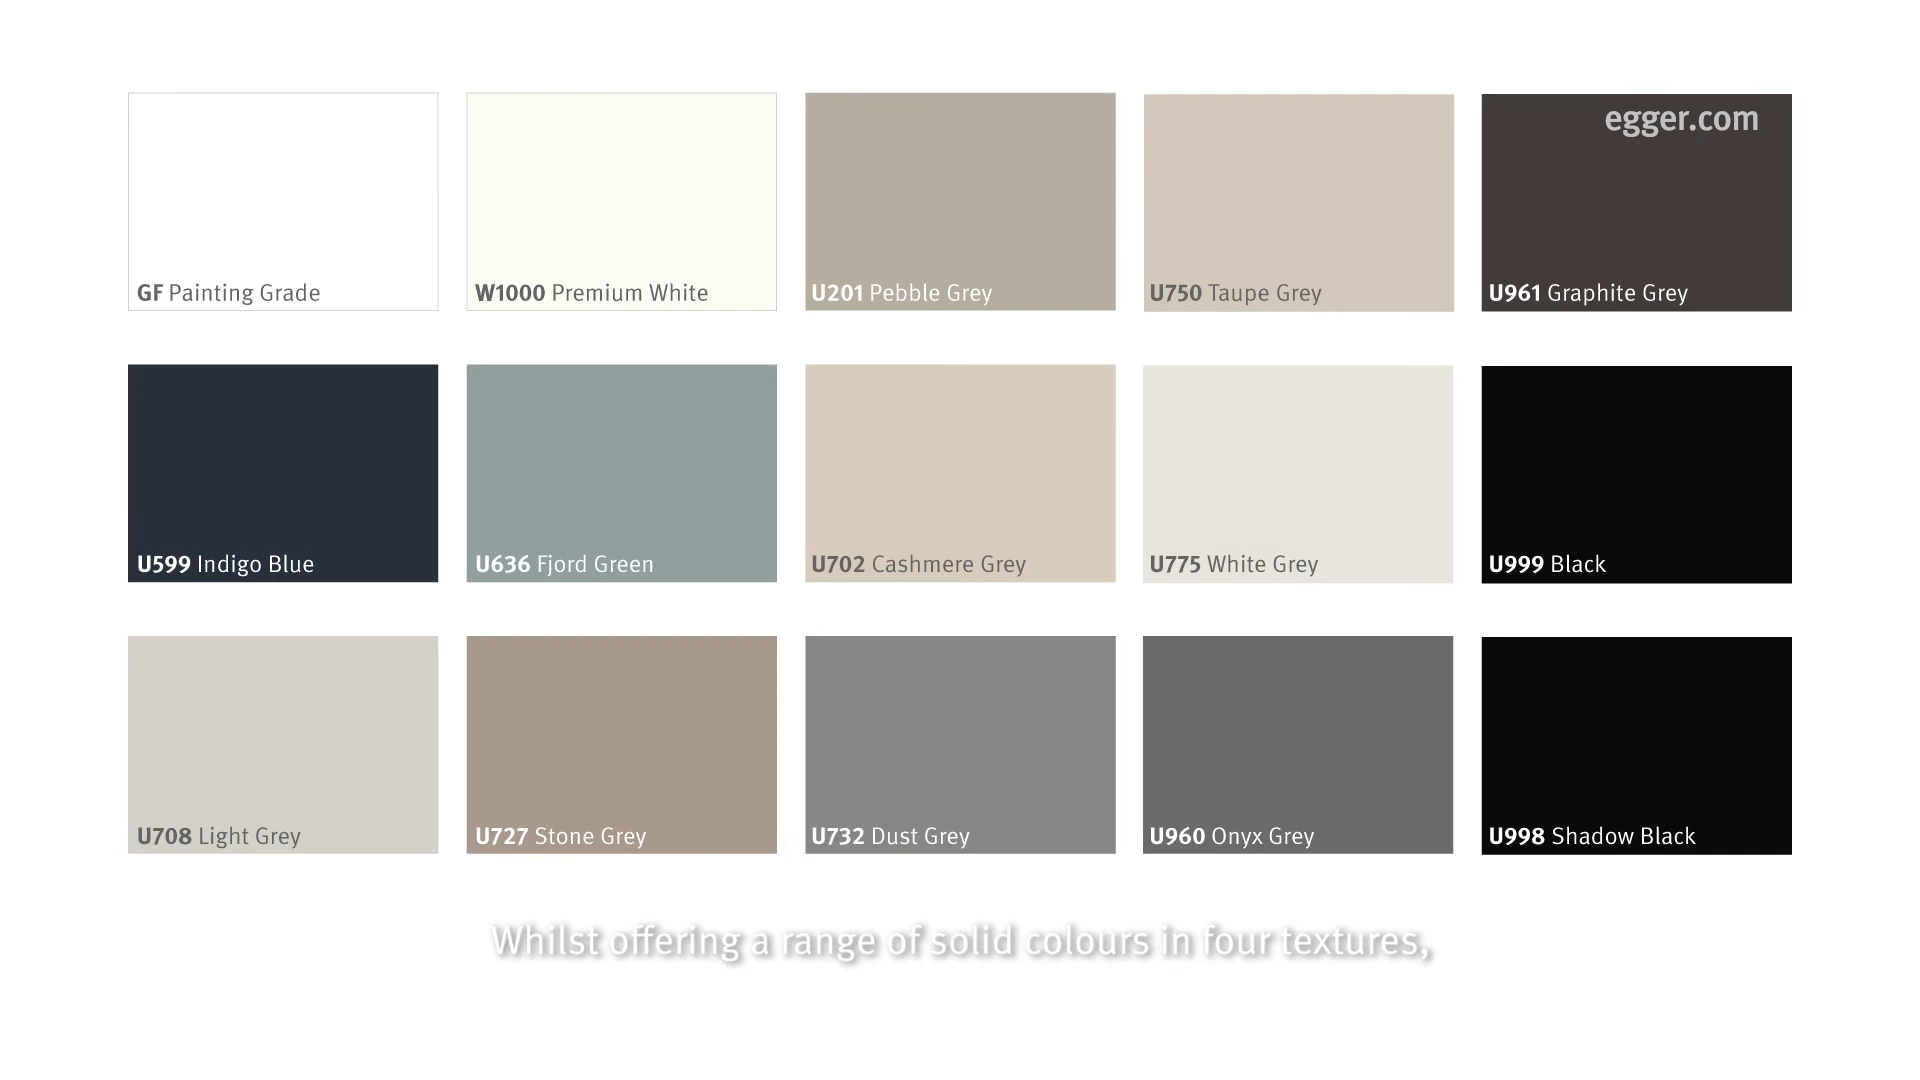 egger.com
GF Painting Grade
W1000 Premium White
U201 Pebble Grey
U750 Taupe Grey
U961 Graphite Grey
U599 Indigo Blue
U636 Fjord Green
U702 Cashmere Grey
U775 White Grey
U999 Black
U708 Light Grey
U727 Stone Grey
U732 Dust Grey
U960 Onyx Grey
U998 Shadow Black
Whilst offering a range of solid colours in four textures,